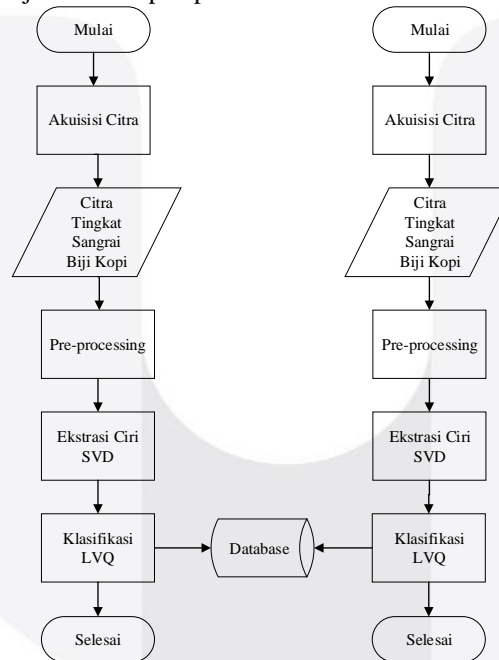 Mulai
Akuisisi Citra
Citra
Tingkat
Sangrai
Biji Kopi
Pre-processing
Ekstrasi Ciri
SVD
Klasifikasi
LVQ
Selesai
Database
Mulai
Akuisisi Citra
Citra
Tingkat
Sangrai
Biji Kopi
Pre-processing
Ekstrasi Ciri
SVD
Klasifikasi
LVQ
Selesai